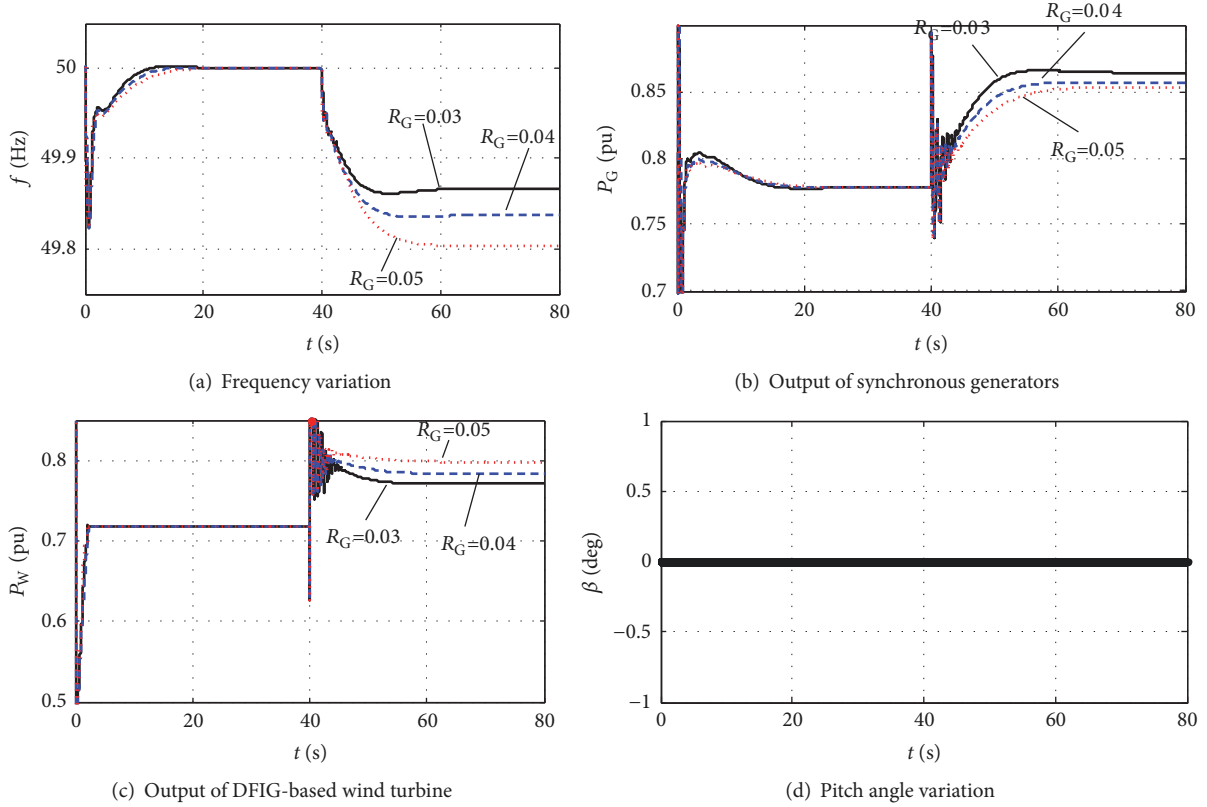 50
49.9
49.8
f (Hz)
R_G=0.03
R_G=0.04
R_G=0.05
0 20 40 60 80
t (s)
(a) Frequency variation
0.85
0.8
0.75
0.7
P_G (pu)
R_G=0.04
R_G=0.03
R_G=0.05
0 20 40 60 80
t (s)
(b) Output of synchronous generators
0.8
0.7
0.6
0.5
P_W (pu)
R_G=0.05
R_G=0.03
R_G=0.04
0 20 40 60 80
t (s)
(c) Output of DFIG-based wind turbine
1
0.5
0
−0.5
−1
β (deg)
0 20 40 60 80
t (s)
(d) Pitch angle variation